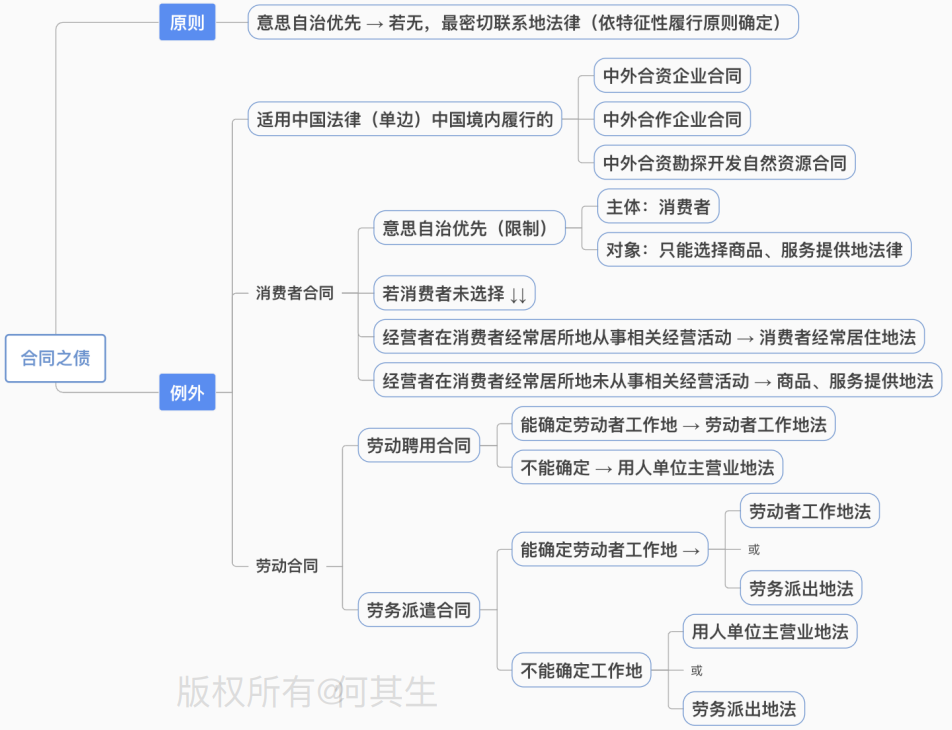 合同之债
原则
意思自治优先 → 若无，最密切联系地法律（依特征性履行原则确定）
例外
适用中国法律（单边）中国境内履行的
中外合资企业合同
中外合作企业合同
中外合资勘探开发自然资源合同
消费者合同
意思自治优先（限制）
主体：消费者
对象：只能选择商品、服务提供地法律
若消费者未选择 ↓↓
经营者在消费者经常居所地从事相关经营活动 → 消费者经常居住地法
经营者在消费者经常居所地未从事相关经营活动 → 商品、服务提供地法
劳动合同
劳动聘用合同
能确定劳动者工作地 → 劳动者工作地法
不能确定 → 用人单位主营业地法
劳务派遣合同
能确定劳动者工作地 →
劳动者工作地法
或
劳务派出地法
不能确定工作地
用人单位主营业地法
或
劳务派出地法
版权所有@何其生